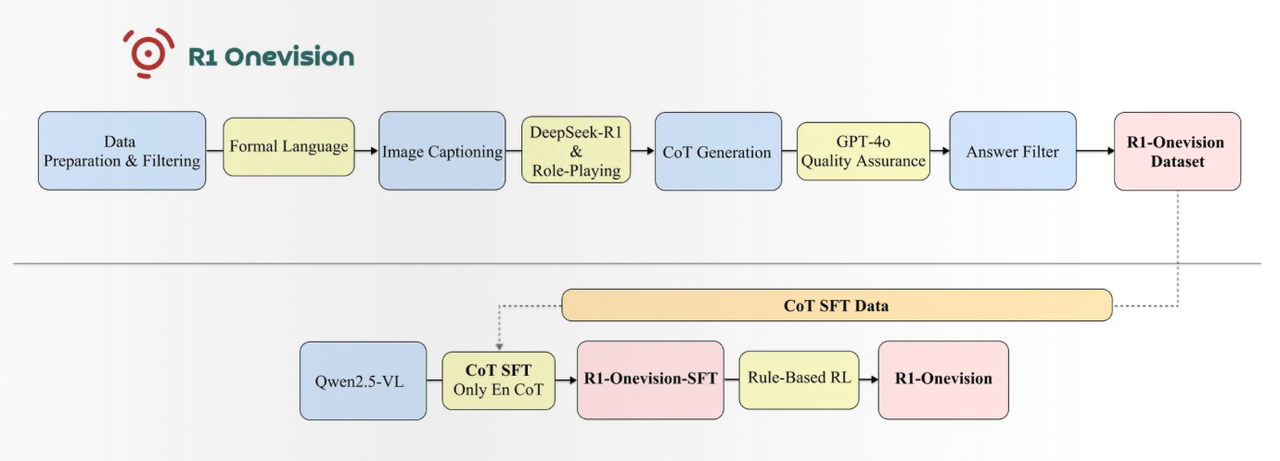 R1 Onevision
Data
Preparation & Filtering
Formal Language
Image Captioning
DeepSeek-R1
&
Role-Playing
CoT Generation
GPT-4o
Quality Assurance
Answer Filter
R1-Onevision
Dataset
CoT SFT Data
Qwen2.5-VL
CoT SFT
Only En CoT
R1-Onevision-SFT
Rule-Based RL
R1-Onevision